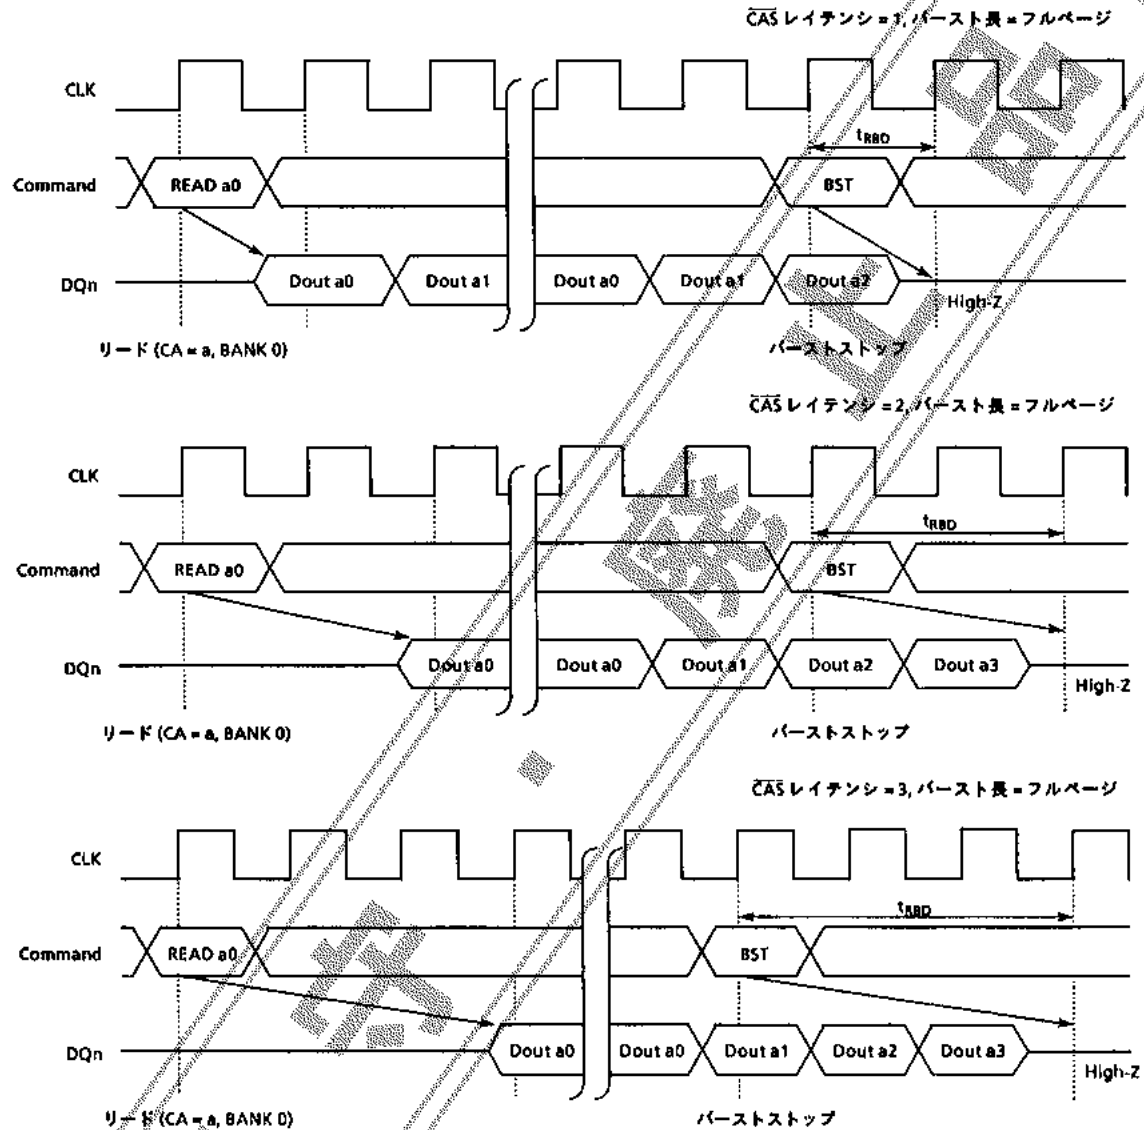 CAS レイテンシ = 1, バースト長 = フルページ
CLK
tRBD
Command READ a0 BST
DQn Dout a0 Dout a1 Dout a0 Dout a1 Dout a2
High-Z
リード (CA = a, BANK 0) バーストストップ
CAS レイテンシ = 2, バースト長 = フルページ
CLK
tRBD
Command READ a0 BST
DQn Dout a0 Dout a0 Dout a1 Dout a2 Dout a3
High-Z
リード (CA = a, BANK 0) バーストストップ
CAS レイテンシ = 3, バースト長 = フルページ
CLK
tRBD
Command READ a0 BST
DQn Dout a0 Dout a0 Dout a1 Dout a2 Dout a3
High-Z
リード (CA = a, BANK 0) バーストストップ